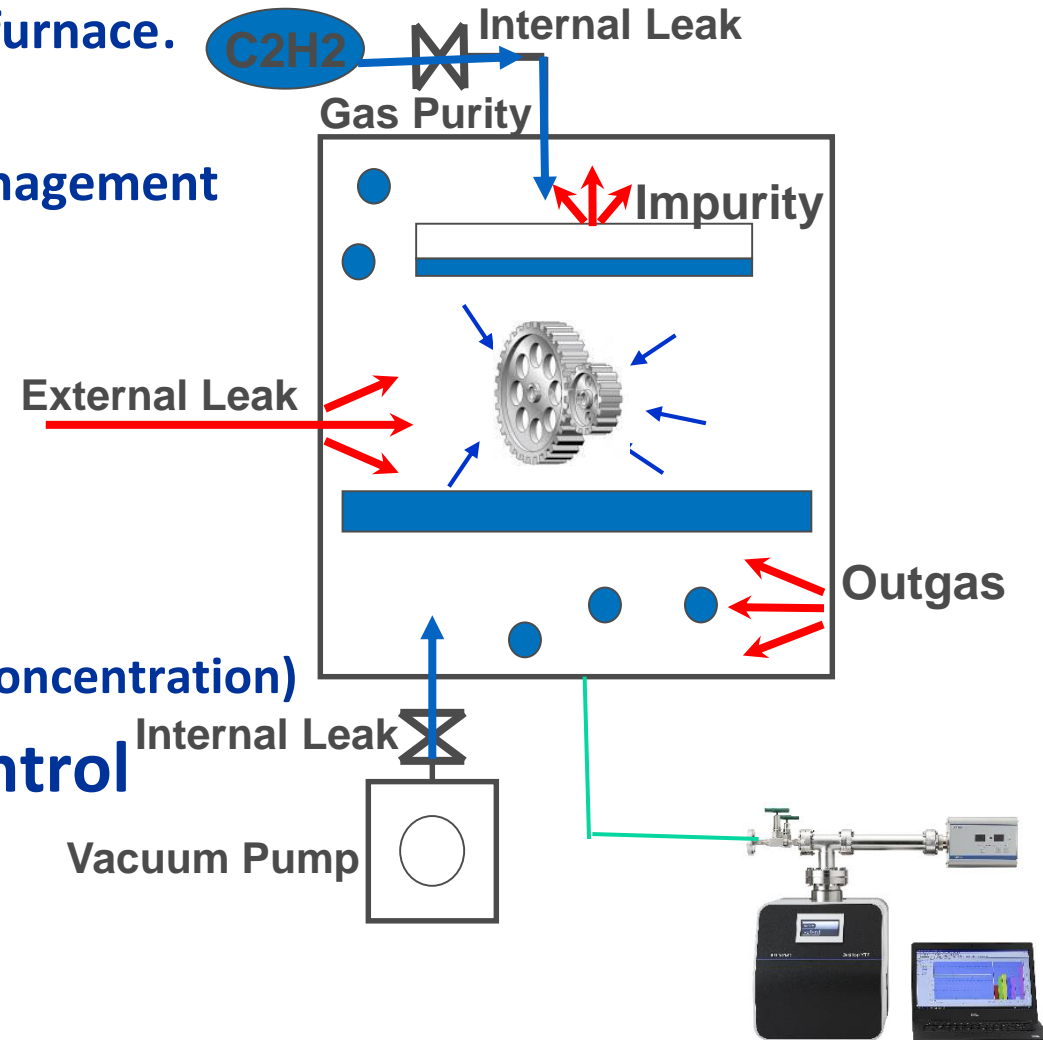 furnace.
C2H2
Internal Leak
Gas Purity
nagement
Impurity
External Leak
Outgas
oncentration)
Internal Leak
ntrol
Vacuum Pump